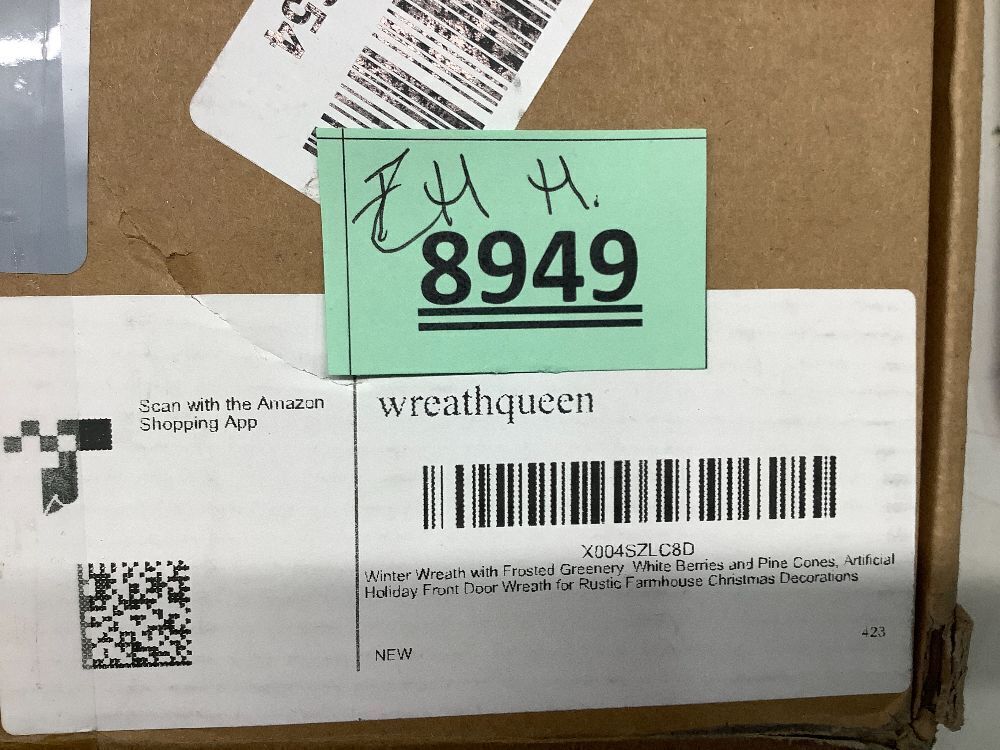 54
8949
Scan with the Amazon
Shopping App
wreathqueen
X004SZLC8D
Winter Wreath with Frosted Greenery, White Berries and Pine Cones, Artificial
Holiday Front Door Wreath for Rustic Farmhouse Christmas Decorations
423
NEW